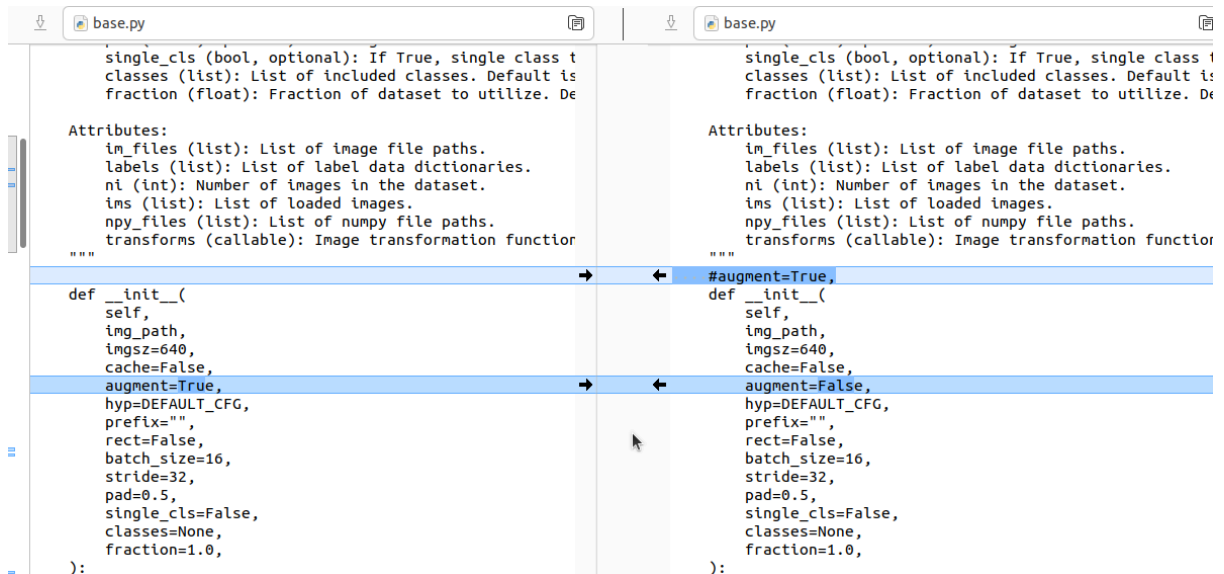 base.py
single_cls (bool, optional): If True, single class t
classes (list): List of included classes. Default is
fraction (float): Fraction of dataset to utilize. De
Attributes:
im_files (list): List of image file paths.
labels (list): List of label data dictionaries.
ni (int): Number of images in the dataset.
ims (list): List of loaded images.
npy_files (list): List of numpy file paths.
transforms (callable): Image transformation function
"""
def __init__(
self,
img_path,
imgsz=640,
cache=False,
augment=True,
hyp=DEFAULT_CFG,
prefix="",
rect=False,
batch_size=16,
stride=32,
pad=0.5,
single_cls=False,
classes=None,
fraction=1.0,
):
base.py
single_cls (bool, optional): If True, single class t
classes (list): List of included classes. Default is
fraction (float): Fraction of dataset to utilize. De
Attributes:
im_files (list): List of image file paths.
labels (list): List of label data dictionaries.
ni (int): Number of images in the dataset.
ims (list): List of loaded images.
npy_files (list): List of numpy file paths.
transforms (callable): Image transformation function
"""
#augment=True,
def __init__(
self,
img_path,
imgsz=640,
cache=False,
augment=False,
hyp=DEFAULT_CFG,
prefix="",
rect=False,
batch_size=16,
stride=32,
pad=0.5,
single_cls=False,
classes=None,
fraction=1.0,
):